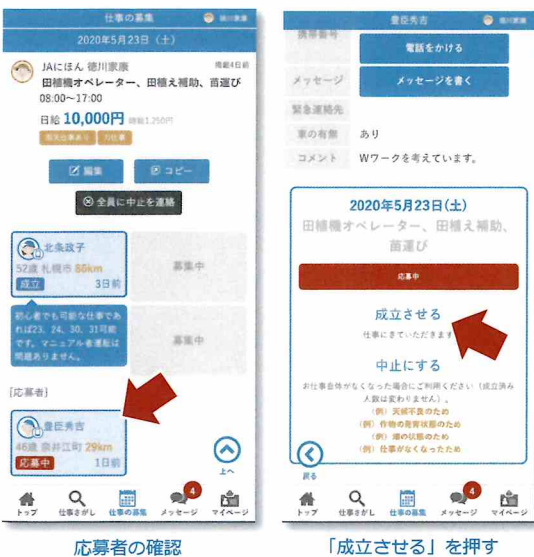 仕事の募集
徳川家康
2020年5月23日（土）
JAにほん 徳川家康
掲載4日前
田植機オペレーター、田植え補助、苗運び
08:00〜17:00
日給 10,000円 時給1,250円
雨天仕事あり 力仕事
編集
コピー
全員に中止を連絡
北条政子
52歳 札幌市 86km
成立 3日前
募集中
初心者でも可能な仕事であ
れば23、24、30、31可能
です。マニュアル車運転は
問題ありません。
募集中
[応募者]
豊臣秀吉
46歳 奈井江町 29km
応募中 1日前
上へ
トップ
仕事さがし
仕事の募集
4
メッセージ
マイページ
応募者の確認
豊臣秀吉
徳川家康
携帯番号
電話をかける
メッセージ
メッセージを書く
緊急連絡先
車の有無 あり
コメント Wワークを考えています。
2020年5月23日(土)
田植機オペレーター、田植え補助、
苗運び
応募中
成立させる
仕事にきていただきます
中止にする
お仕事自体がなくなった場合にご利用ください（成立済み
人数は変わりません）。
（例）天候不良のため
（例）作物の発育状態のため
（例）畑の状態のため
（例）仕事がなくなったため
戻る
トップ
仕事さがし
仕事の募集
4
メッセージ
マイページ
「成立させる」を押す